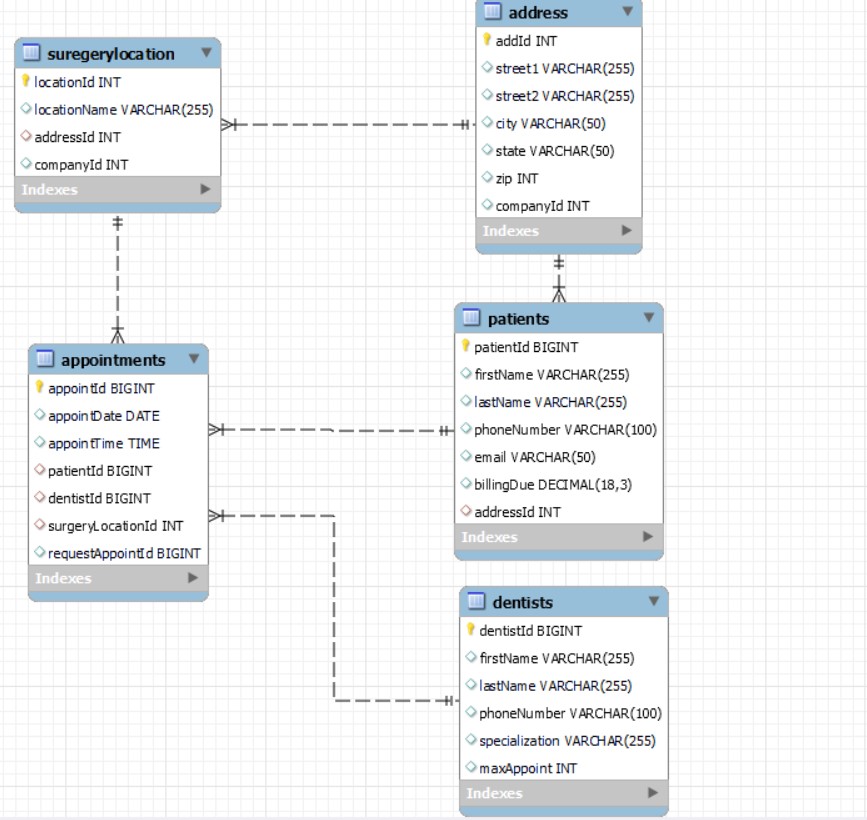 suregerylocation
locationId INT
locationName VARCHAR(255)
addressId INT
companyId INT
Indexes
address
addId INT
street1 VARCHAR(255)
street2 VARCHAR(255)
city VARCHAR(50)
state VARCHAR(50)
zip INT
companyId INT
Indexes
appointments
appointId BIGINT
appointDate DATE
appointTime TIME
patientId BIGINT
dentistId BIGINT
surgeryLocationId INT
requestAppointId BIGINT
Indexes
patients
patientId BIGINT
firstName VARCHAR(255)
lastName VARCHAR(255)
phoneNumber VARCHAR(100)
email VARCHAR(50)
billingDue DECIMAL(18,3)
addressId INT
Indexes
dentists
dentistId BIGINT
firstName VARCHAR(255)
lastName VARCHAR(255)
phoneNumber VARCHAR(100)
specialization VARCHAR(255)
maxAppoint INT
Indexes